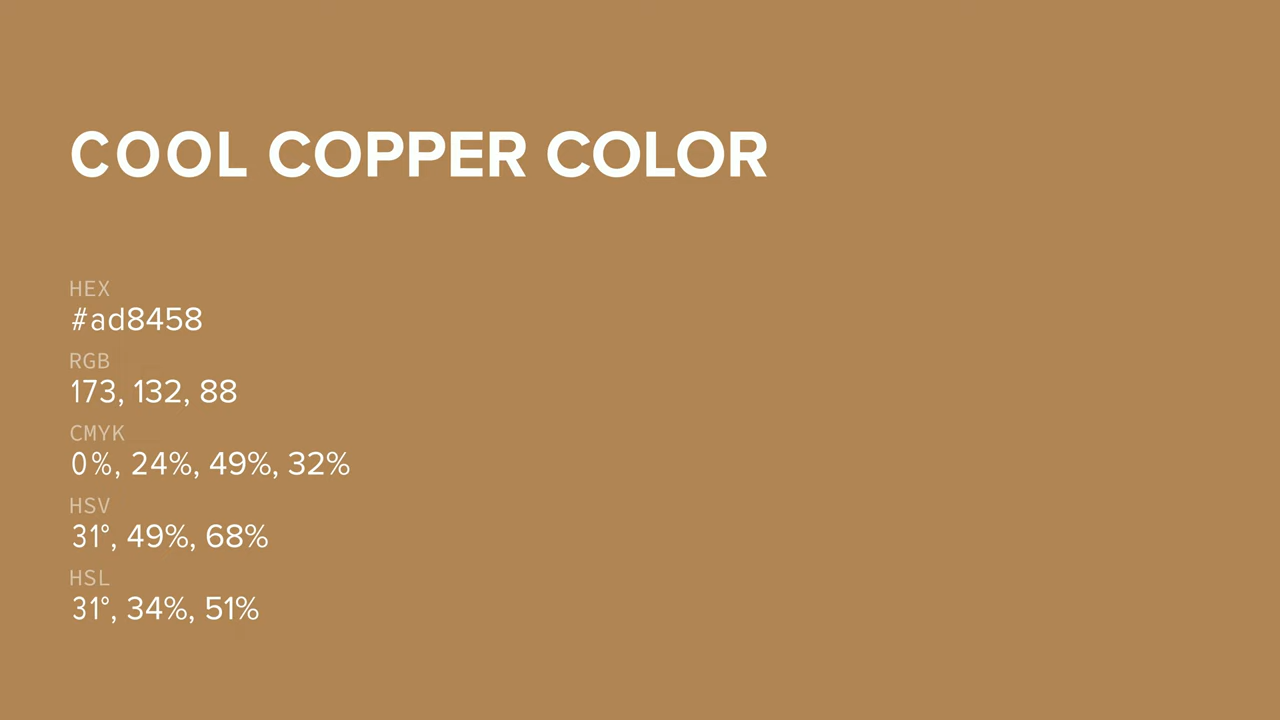 COOL COPPER COLOR
HEX
#ad8458
RGB
173, 132, 88
CMYK
0%, 24%, 49%, 32%
HSV
31°, 49%, 68%
HSL
31°, 34%, 51%